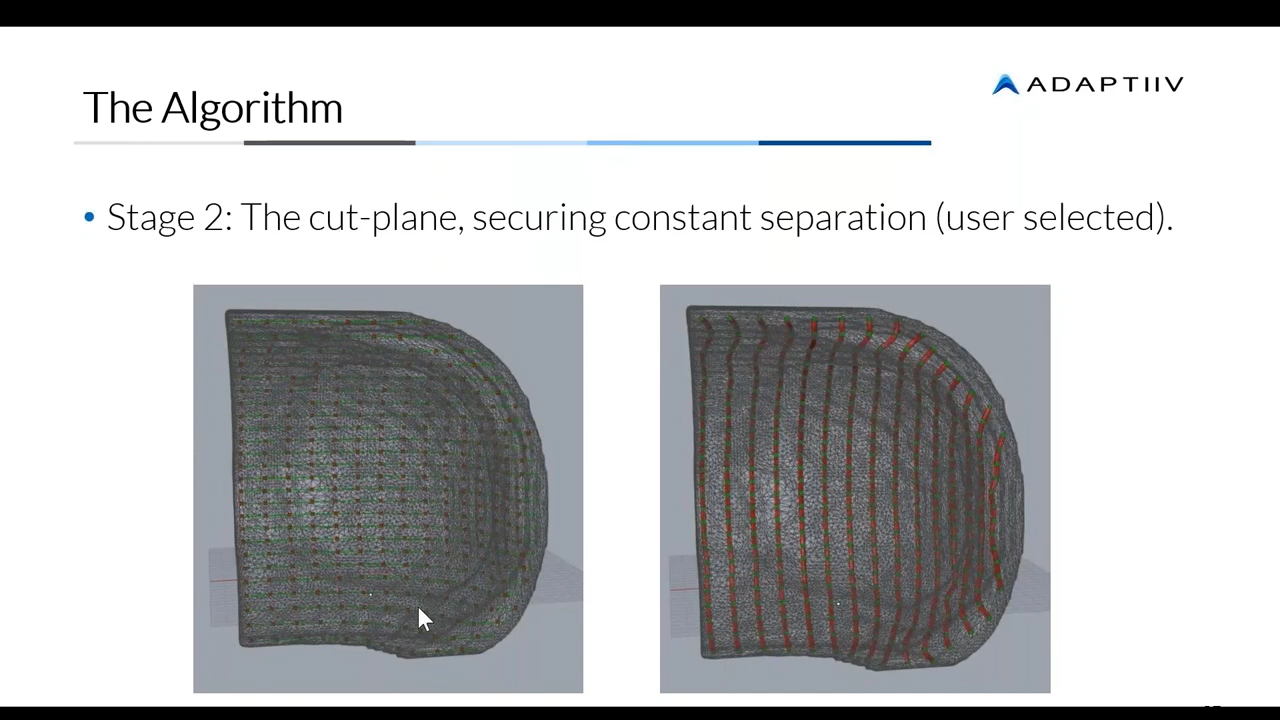 ADAPTIIV
The Algorithm
• Stage 2: The cut-plane, securing constant separation (user selected).